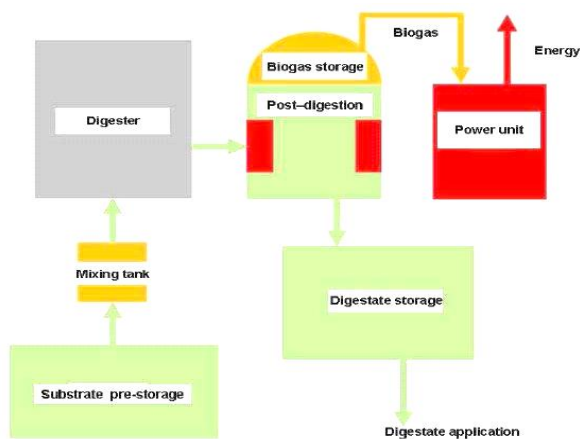 Biogas
Energy
Biogas storage
Post–digestion
Digester
Power unit
Mixing tank
Digestate storage
Substrate pre-storage
Digestate application